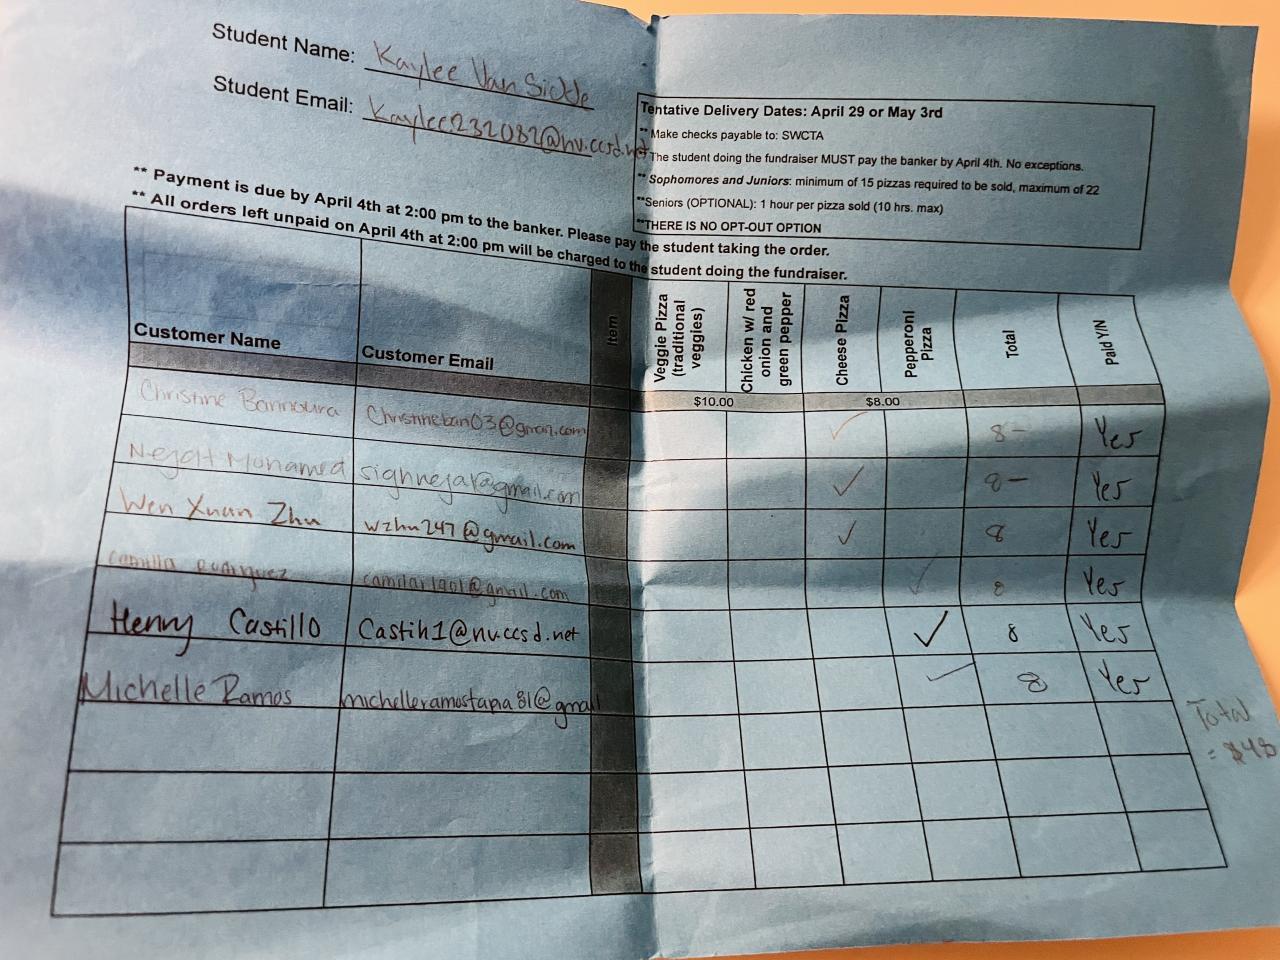 Student Name: Kaylee Van Sickle
Student Email: Kaylee232087@nv.ccsd.net
Tentative Delivery Dates: April 29 or May 3rd
** Make checks payable to: SWCTA
**The student doing the fundraiser MUST pay the banker by April 4th. No exceptions.
** Sophomores and Juniors: minimum of 15 pizzas required to be sold, maximum of 22
**Seniors (OPTIONAL): 1 hour per pizza sold (10 hrs. max)
**THERE IS NO OPT-OUT OPTION
** Payment is due by April 4th at 2:00 pm to the banker. Please pay the student taking the order.
** All orders left unpaid on April 4th at 2:00 pm will be charged to the student doing the fundraiser.
Customer Name Customer Email Item Veggie Pizza (traditional veggies) Chicken w/ red onion and green pepper Cheese Pizza Pepperoni Pizza Total Paid Y/N
$10.00 $8.00
Christine Bannoura Christineban03@gmail.com ✓ 8- Yes
Nejat Mohamed sighnejat@gmail.com ✓ 8- Yes
Wen Xuan Zhu wzhu247@gmail.com ✓ 8 Yes
camilla Rodriguez ✓ 8 Yes
Henry Castillo Castih1@nv.ccsd.net ✓ 8 Yes
Michelle Ramos michelleramostapia81@gmail ✓ 8 Yes
Total
= $48